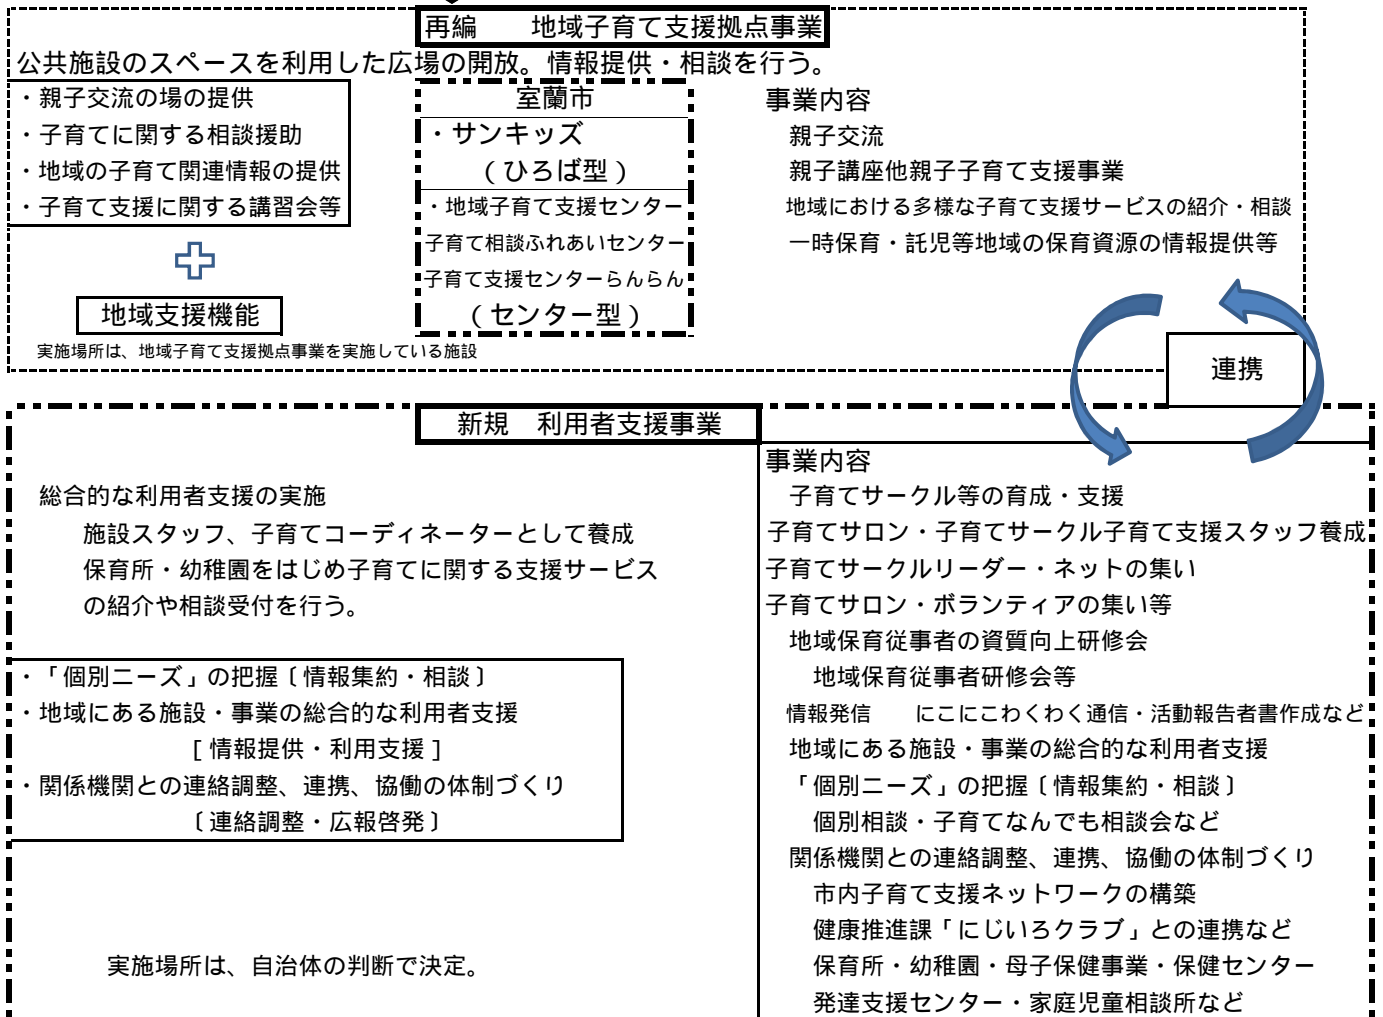 再編　　地域子育て支援拠点事業
公共施設のスペースを利用した広場の開放。情報提供・相談を行う。
・親子交流の場の提供
・子育てに関する相談援助
・地域の子育て関連情報の提供
・子育て支援に関する講習会等
地域支援機能
実施場所は、地域子育て支援拠点事業を実施している施設
室蘭市
・サンキッズ
（ひろば型）
・地域子育て支援センター
子育て相談ふれあいセンター
子育て支援センターらんらん
（センター型）
事業内容
親子交流
親子講座他親子子育て支援事業
地域における多様な子育て支援サービスの紹介・相談
一時保育・託児等地域の保育資源の情報提供等
連携
新規　利用者支援事業
総合的な利用者支援の実施
施設スタッフ、子育てコーディネーターとして養成
保育所・幼稚園をはじめ子育てに関する支援サービス
の紹介や相談受付を行う。
・「個別ニーズ」の把握〔情報集約・相談〕
・地域にある施設・事業の総合的な利用者支援
[ 情報提供・利用支援 ]
・関係機関との連絡調整、連携、協働の体制づくり
〔連絡調整・広報啓発〕
実施場所は、自治体の判断で決定。
事業内容
子育てサークル等の育成・支援
子育てサロン・子育てサークル子育て支援スタッフ養成
子育てサークルリーダー・ネットの集い
子育てサロン・ボランティアの集い等
地域保育従事者の資質向上研修会
地域保育従事者研修会等
情報発信　　にこにこわくわく通信・活動報告者書作成など
地域にある施設・事業の総合的な利用者支援
「個別ニーズ」の把握〔情報集約・相談〕
個別相談・子育てなんでも相談会など
関係機関との連絡調整、連携、協働の体制づくり
市内子育て支援ネットワークの構築
健康推進課「にじいろクラブ」との連携など
保育所・幼稚園・母子保健事業・保健センター
発達支援センター・家庭児童相談所など